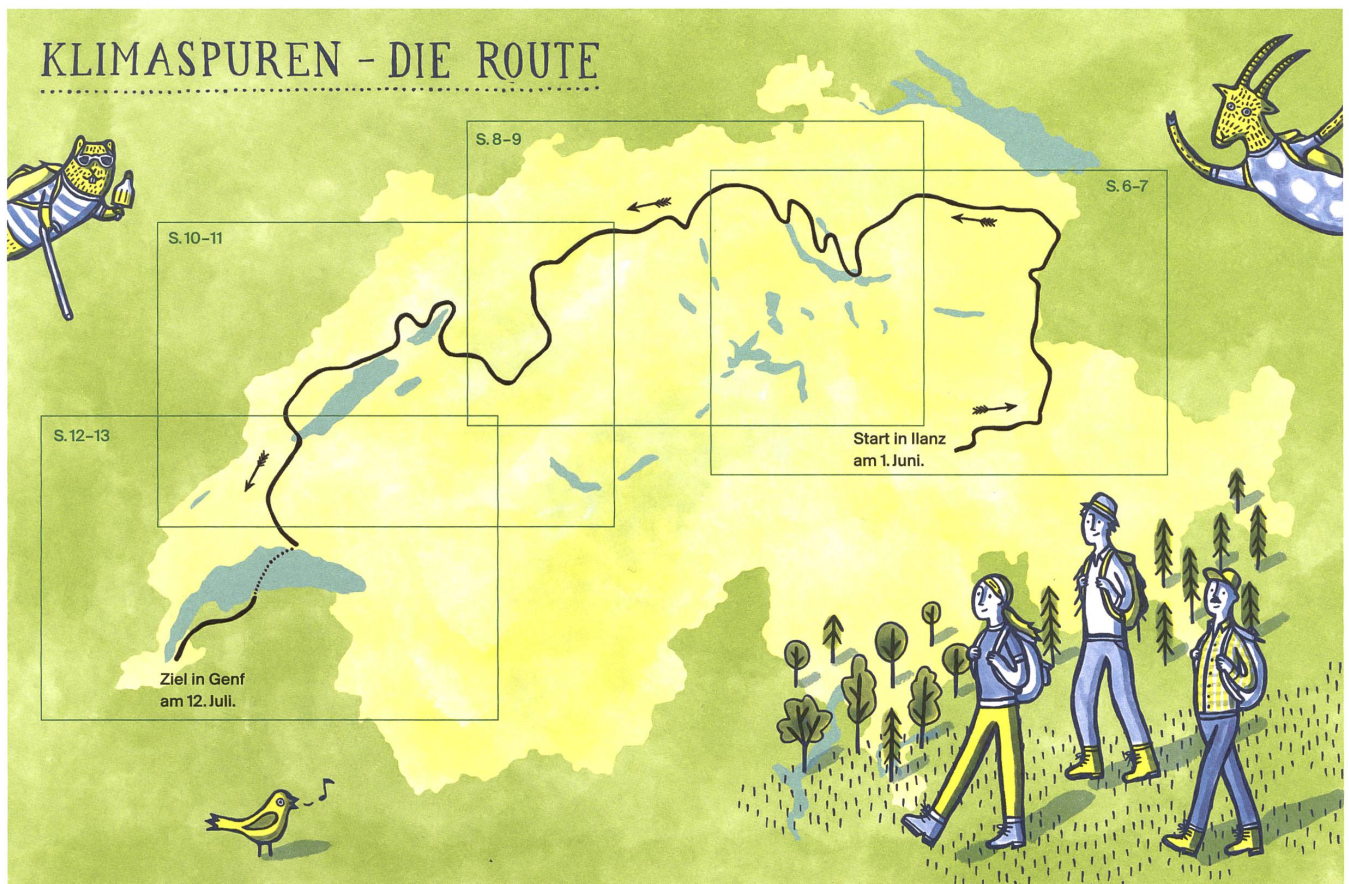 KLIMASPUREN – DIE ROUTE
S. 8–9
S. 6–7
S. 10–11
S. 12–13
Start in Ilanz
am 1. Juni.
Ziel in Genf
am 12. Juli.